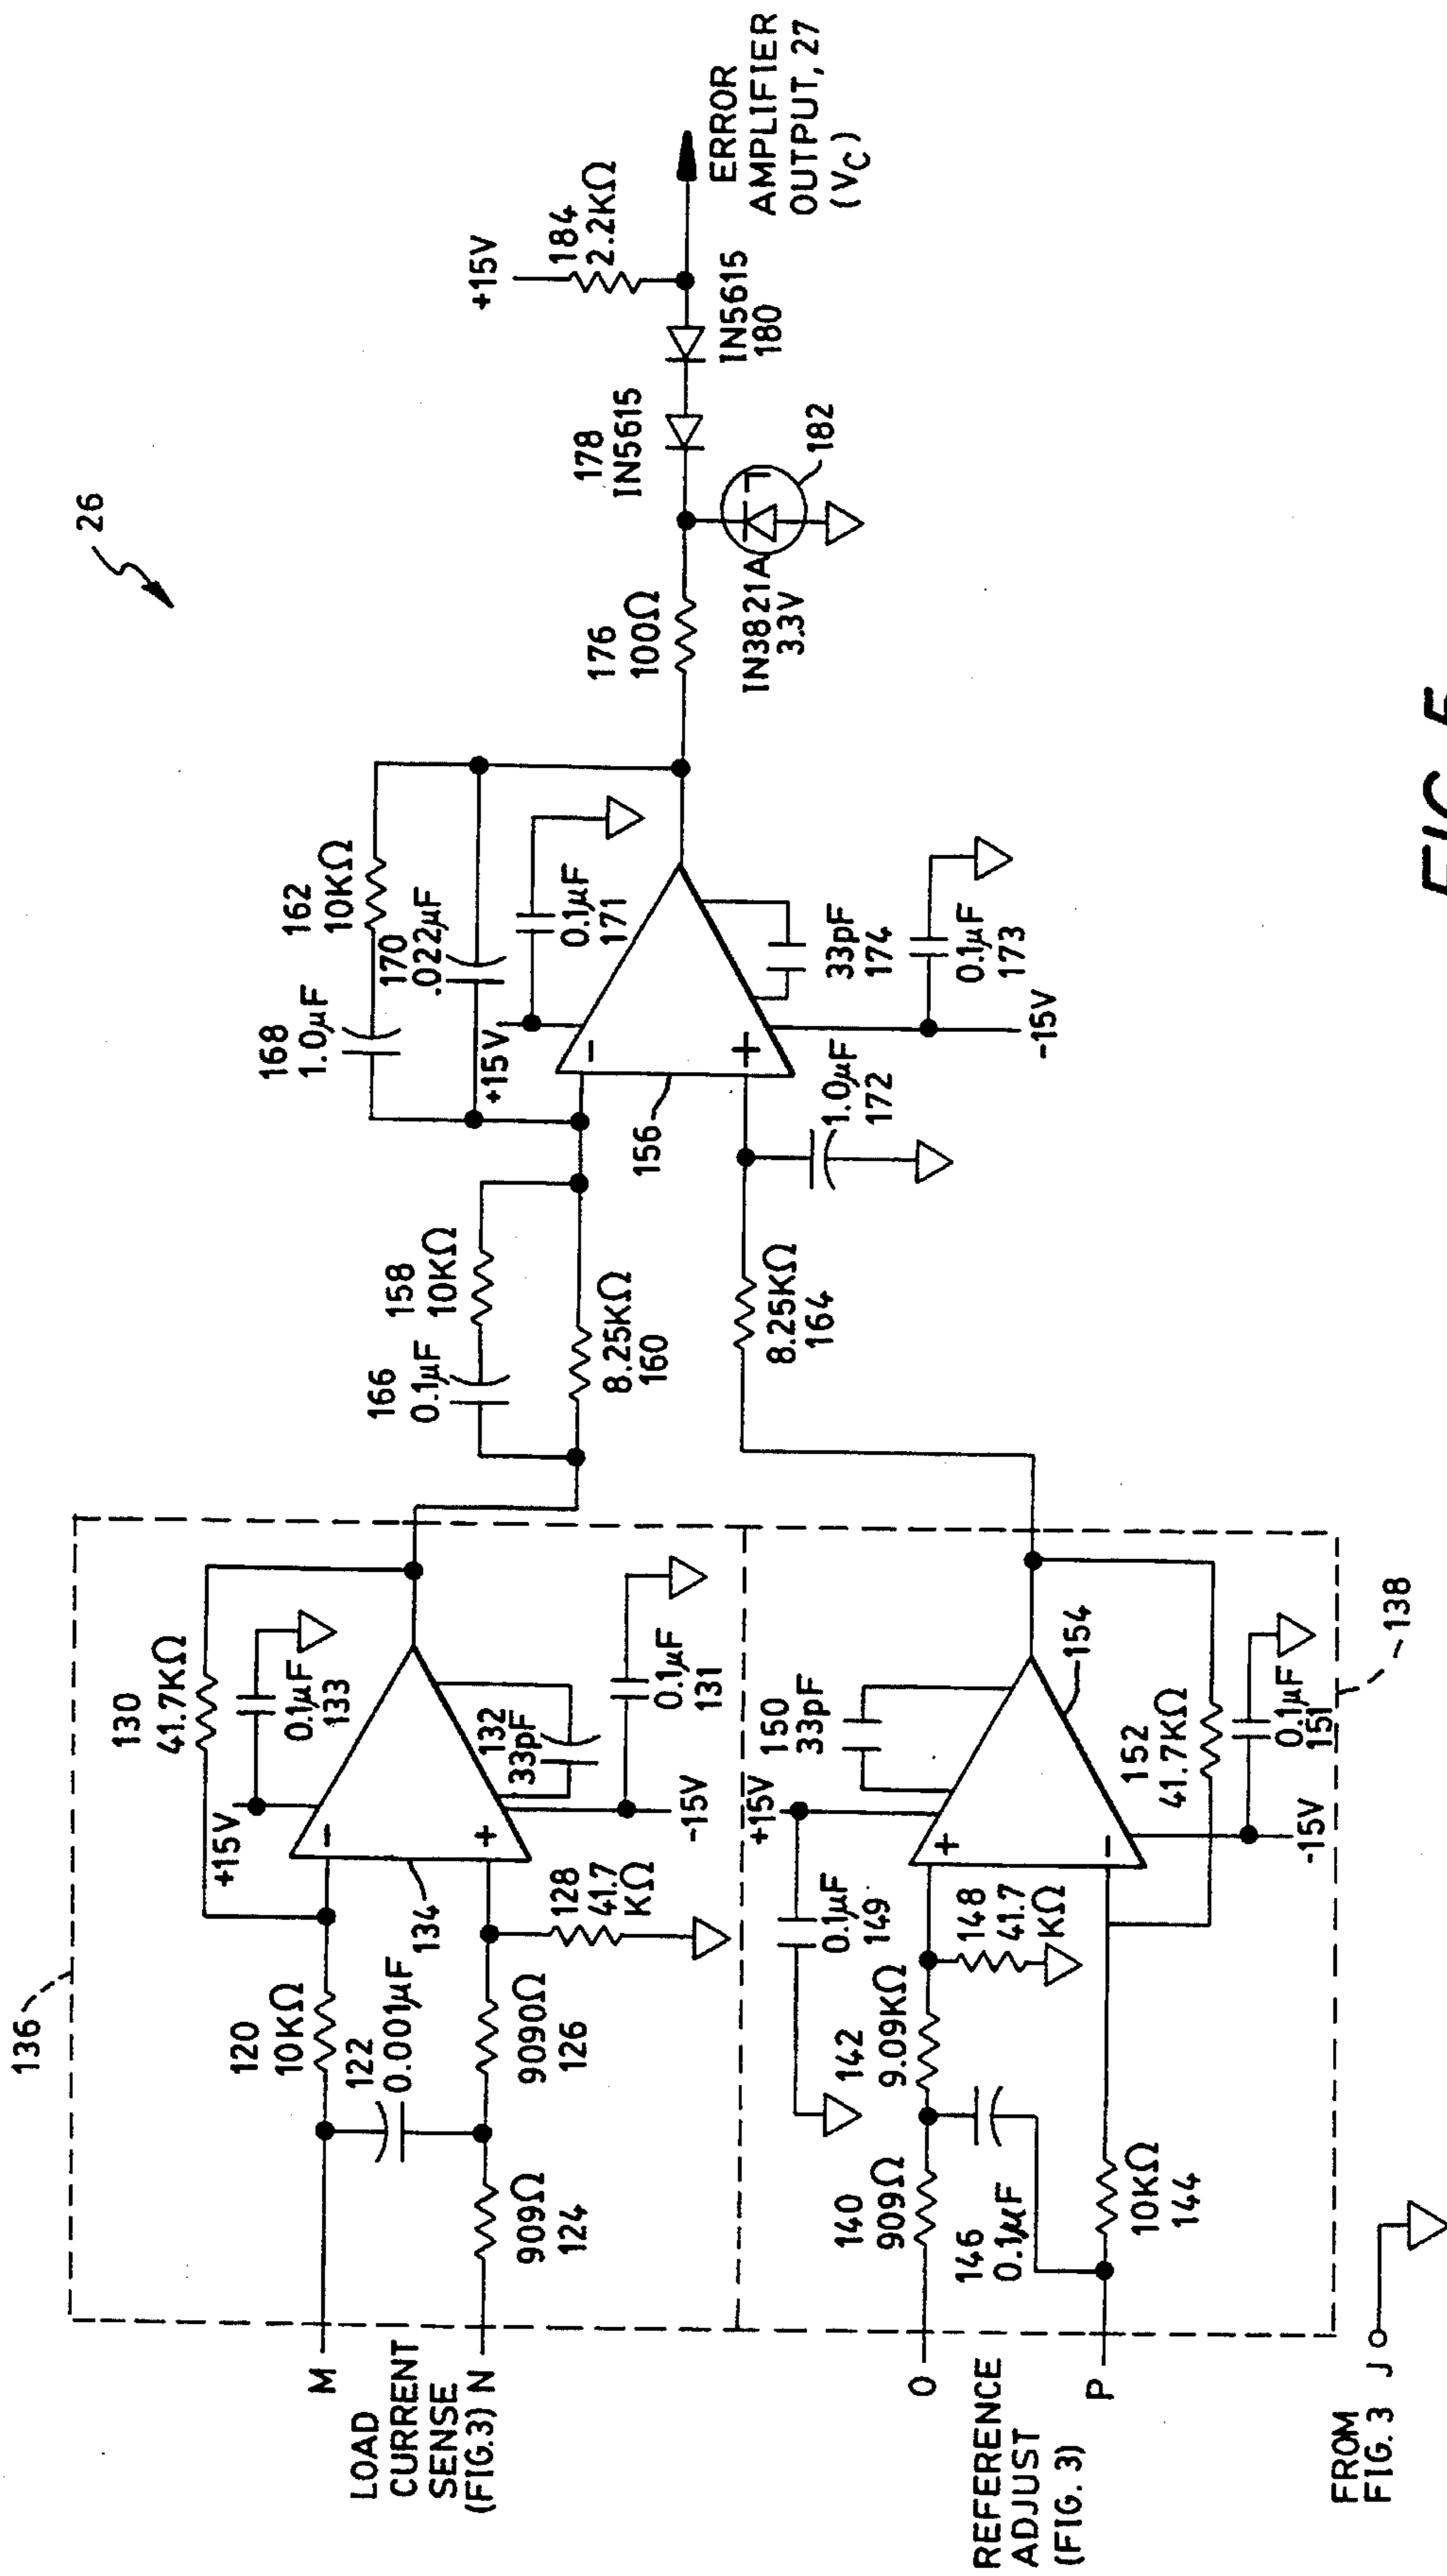 26
136
M
LOAD
CURRENT
SENSE
(FIG.3) N
120
10KΩ
122
0.001µF
909Ω
124
9090Ω
126
128
41.7
KΩ
130
41.7KΩ
+15V
0.1µF
133
-
+
134
132
33pF
0.1µF
131
-15V
O
REFERENCE
ADJUST
(FIG. 3)
P
140
909Ω
146
0.1µF
10KΩ
144
142
9.09KΩ
148
41.7
KΩ
0.1µF
149
+15V
150
33pF
+
-
154
152
41.7KΩ
0.1µF
151
-15V
138
FROM
FIG. 3 J
166
0.1µF
158
10KΩ
8.25KΩ
160
8.25KΩ
164
168
1.0µF
162
10KΩ
170
.022µF
+15V
0.1µF
171
-
+
156
1.0µF
172
33pF
174
0.1µF
173
-15V
176
100Ω
IN3821A
3.3V
182
178
IN5615
IN5615
180
+15V
184
2.2KΩ
ERROR
AMPLIFIER
OUTPUT, 27
(VC)